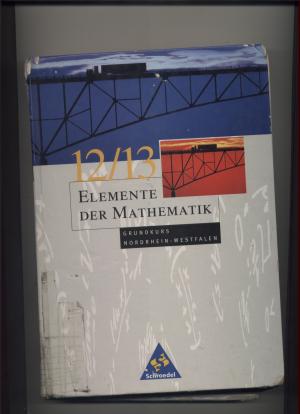 12/13
ELEMENTE
DER MATHEMATIK
GRUNDKURS
NORDRHEIN-WESTFALEN
Schroedel